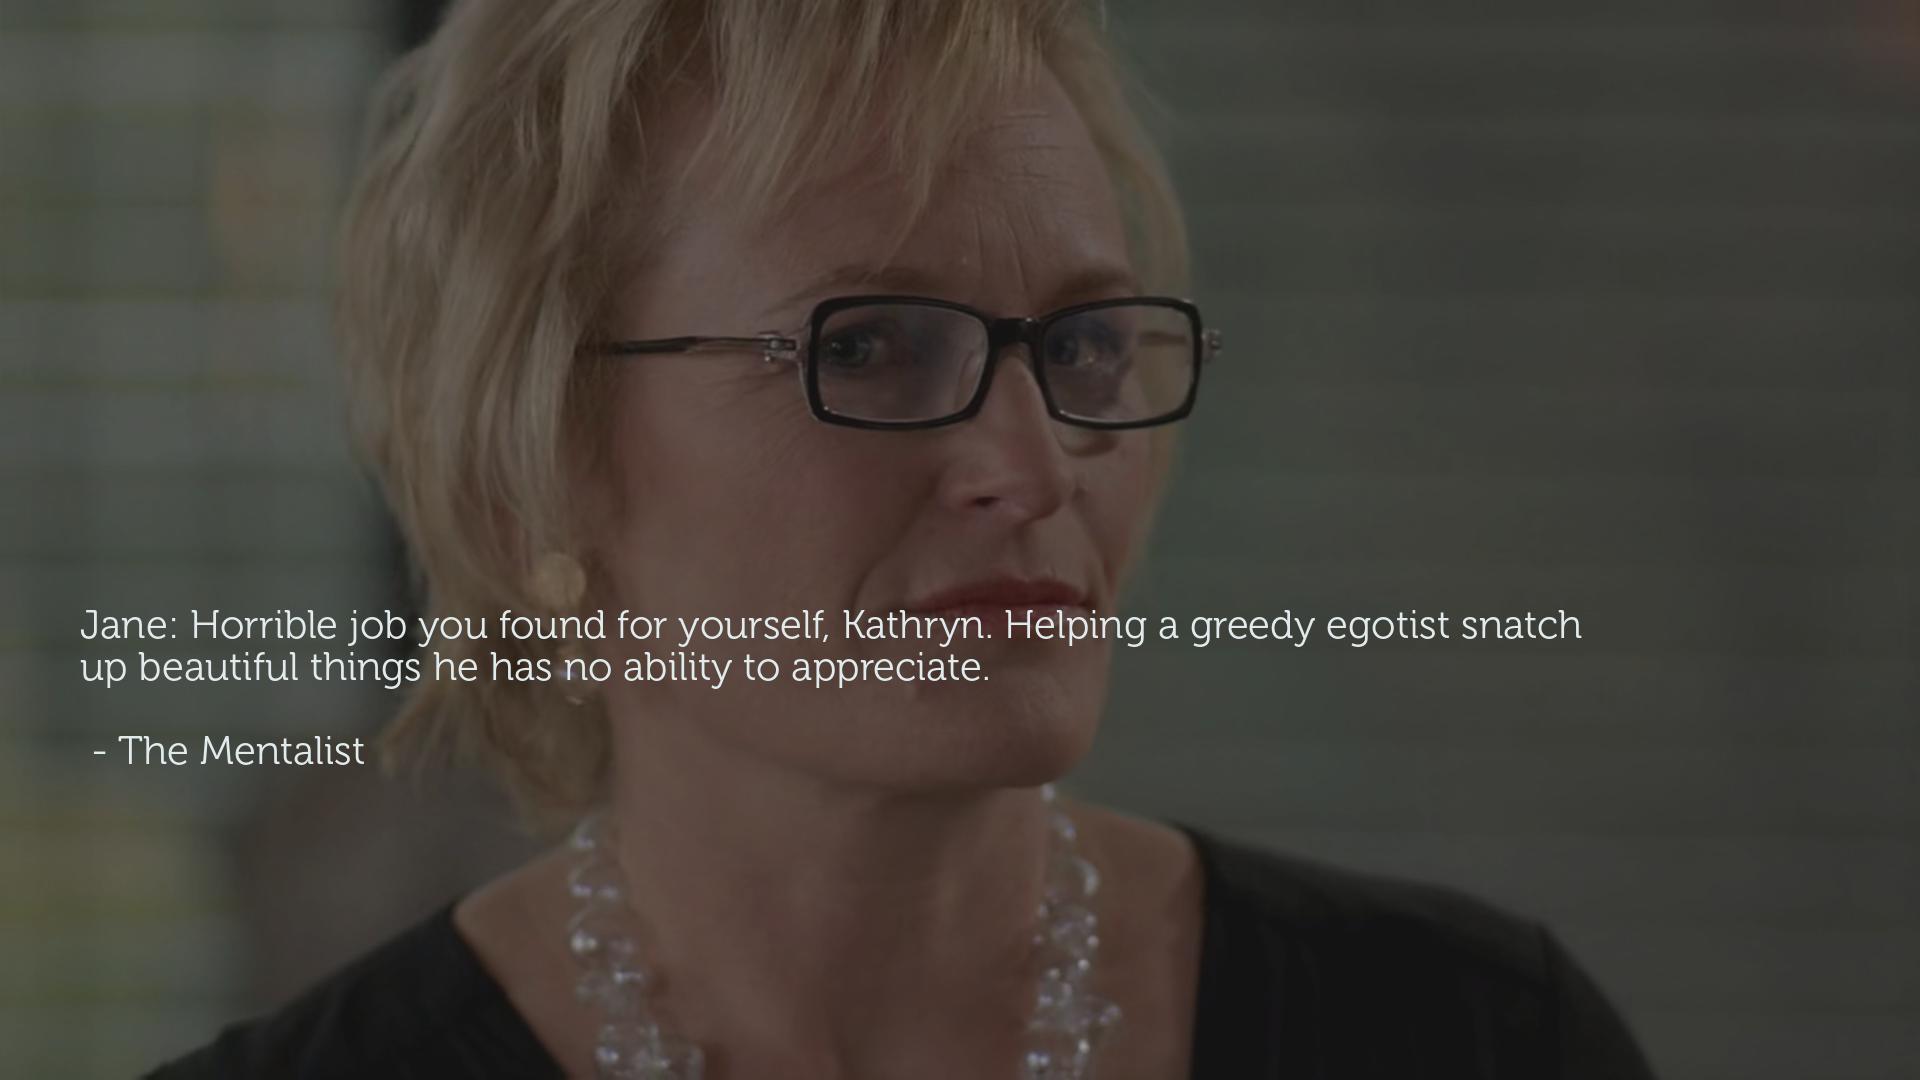 Jane: Horrible job you found for yourself, Kathryn. Helping a greedy egotist snatch
up beautiful things he has no ability to appreciate.
- The Mentalist